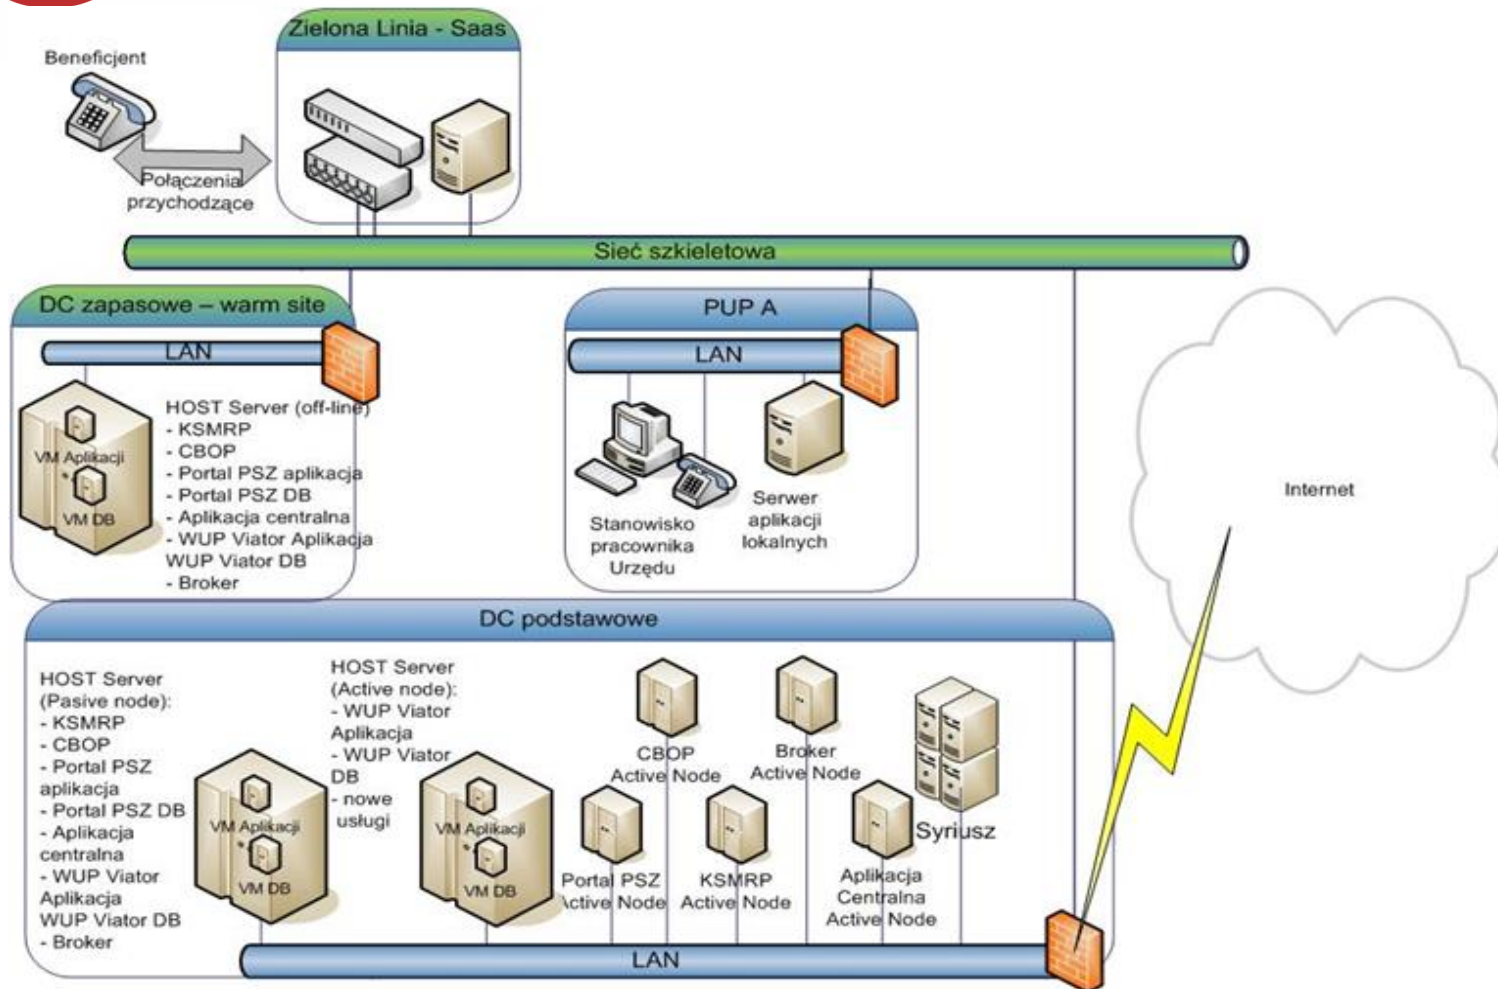 Zielona Linia - Saas
Beneficjent
Połączenia
przychodzące
Sieć szkieletowa
DC zapasowe – warm site
LAN
HOST Server (off-line)
- KSMRP
- CBOP
- Portal PSZ aplikacja
- Portal PSZ DB
- Aplikacja centralna
- WUP Viator Aplikacja
WUP Viator DB
- Broker
VM Aplikacji
VM DB
PUP A
LAN
Stanowisko
pracownika
Urzędu
Serwer
aplikacji
lokalnych
Internet
DC podstawowe
HOST Server
(Pasive node):
- KSMRP
- CBOP
- Portal PSZ
aplikacja
- Portal PSZ DB
- Aplikacja
centralna
- WUP Viator
Aplikacja
WUP Viator DB
- Broker
VM Aplikacji
VM DB
HOST Server
(Active node):
- WUP Viator
Aplikacja
- WUP Viator
DB
- nowe
usługi
VM Aplikacji
VM DB
CBOP
Active Node
Broker
Active Node
Syriusz
Portal PSZ
Active Node
KSMRP
Active Node
Aplikacja
Centralna
Active Node
LAN